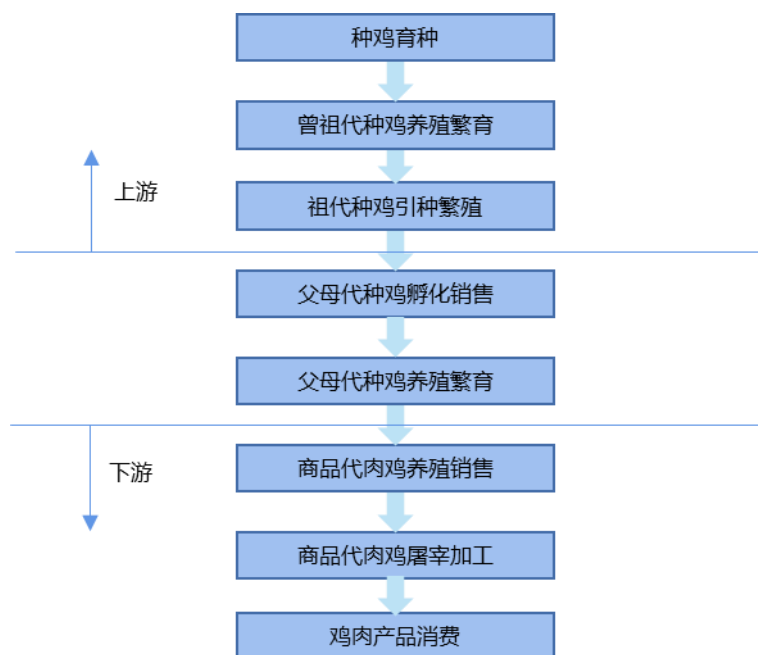 种鸡育种
曾祖代种鸡养殖繁育
上游
祖代种鸡引种繁殖
父母代种鸡孵化销售
父母代种鸡养殖繁育
商品代肉鸡养殖销售
下游
商品代肉鸡屠宰加工
鸡肉产品消费